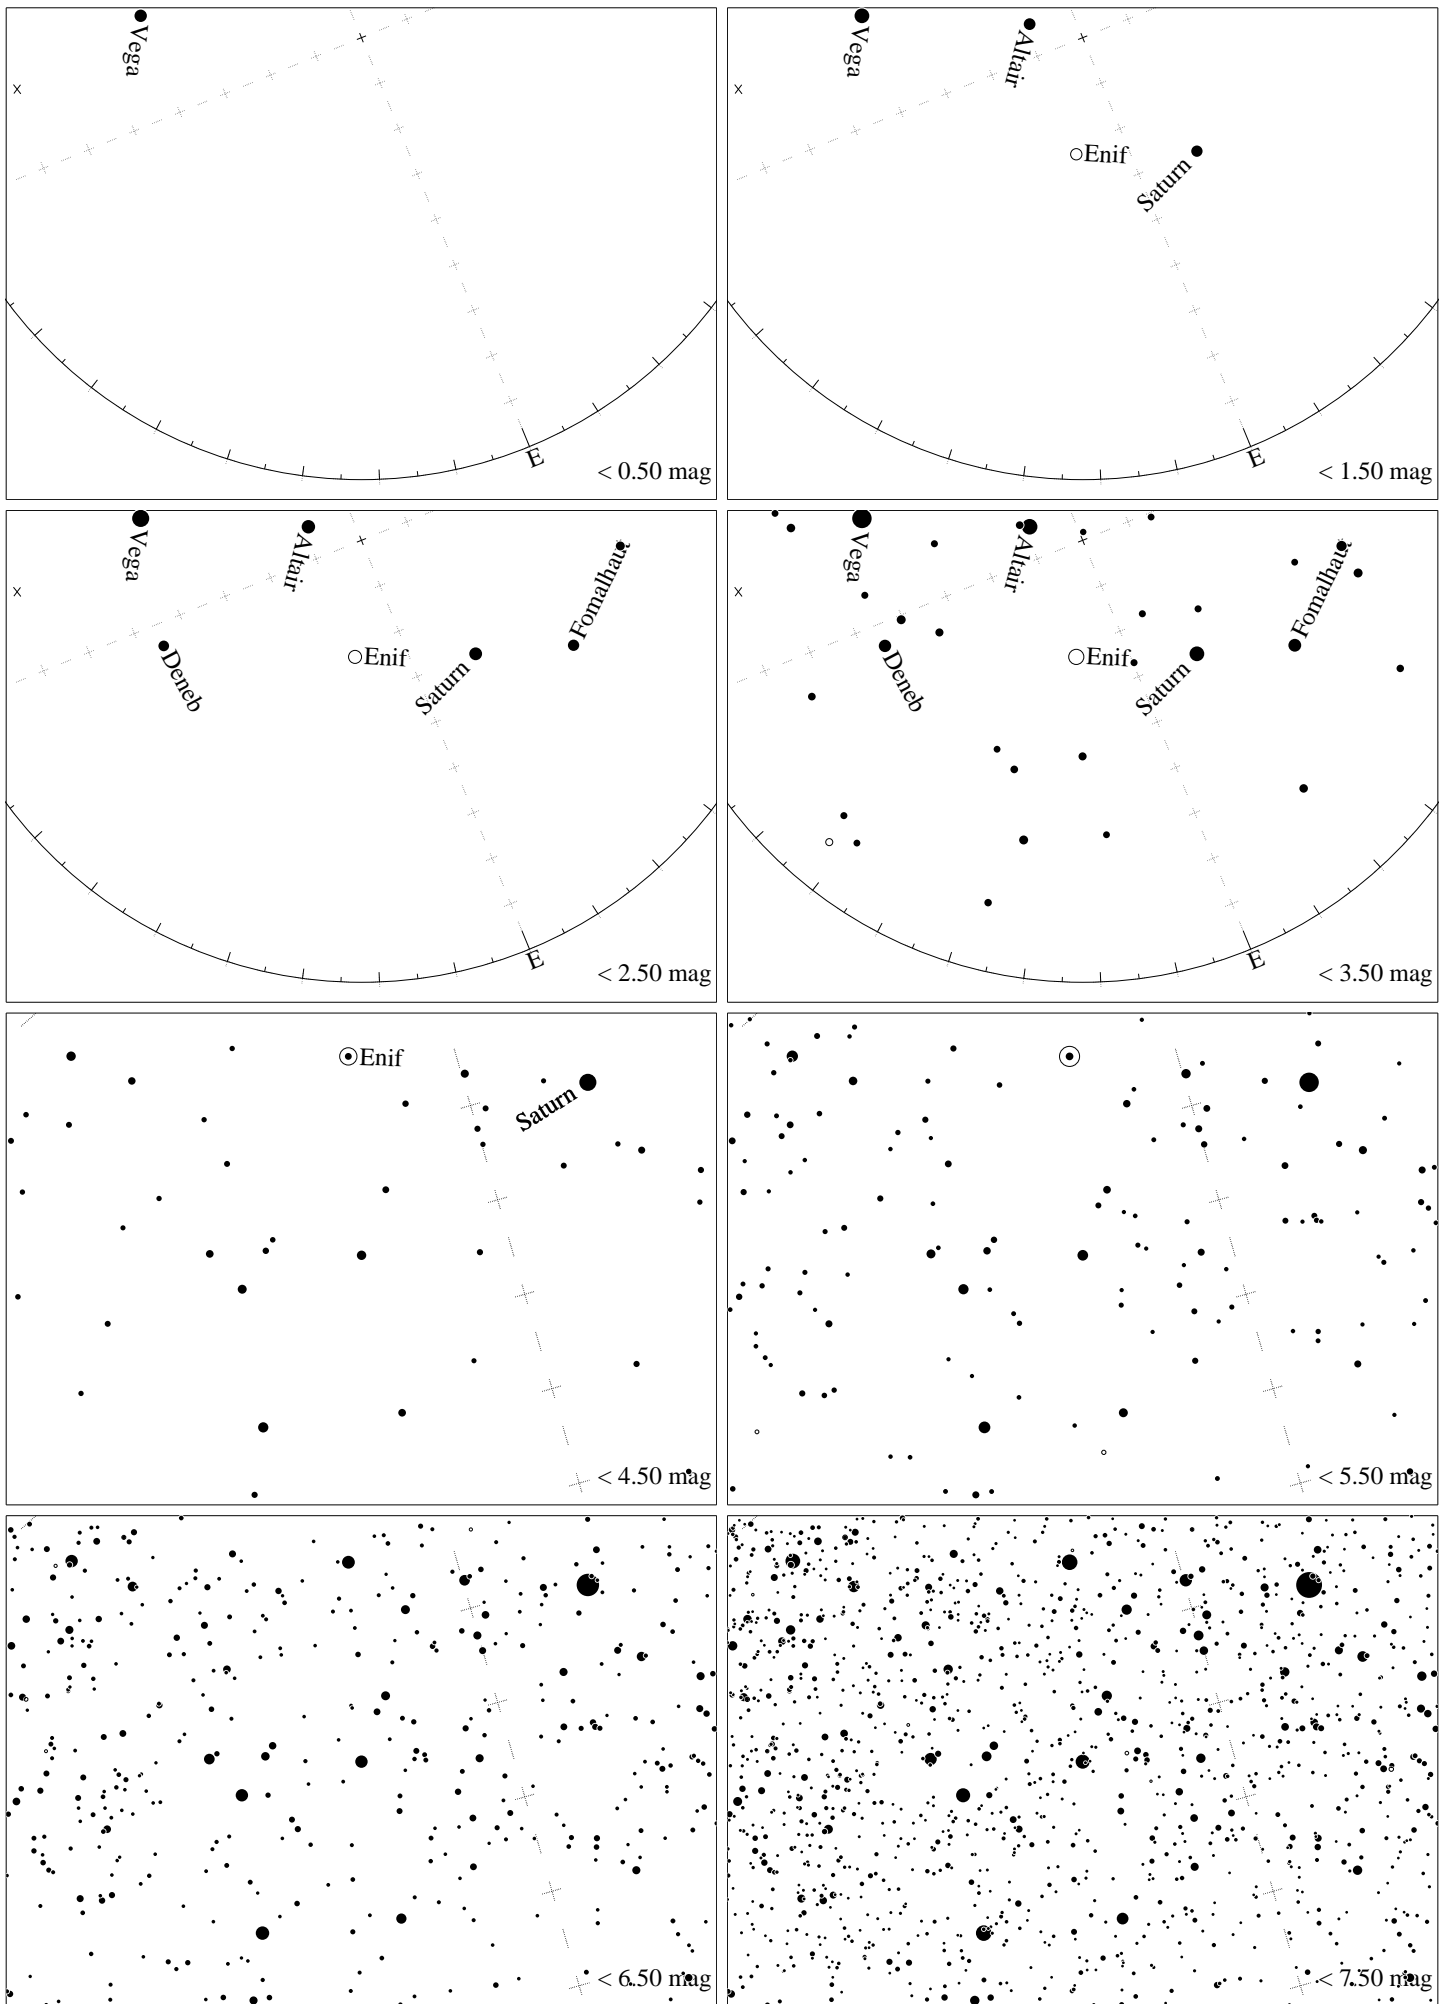 Vega
E
< 0.50 mag
Vega
Altair
Enif
Saturn
E
< 1.50 mag
Vega
Altair
Fomalhaut
Deneb
Enif
Saturn
E
< 2.50 mag
Vega
Altair
Fomalhaut
Deneb
Enif
Saturn
E
< 3.50 mag
Enif
Saturn
< 4.50 mag
< 5.50 mag
< 6.50 mag
< 7.50 mag